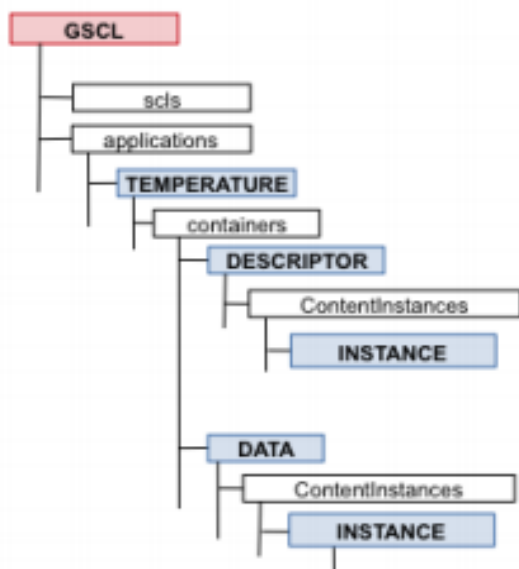 GSCL
scls
applications
TEMPERATURE
containers
DESCRIPTOR
ContentInstances
INSTANCE
DATA
ContentInstances
INSTANCE